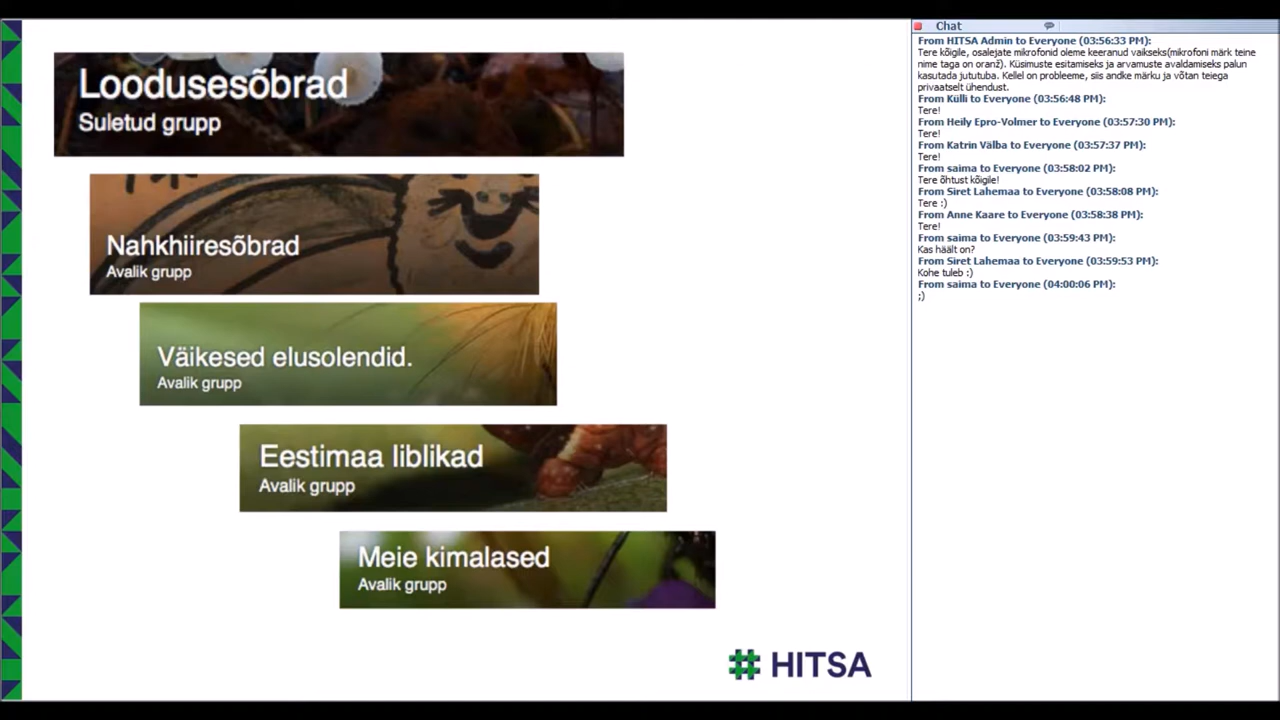 Loodusesõbrad
Suletud grupp
Nahkhiiresõbrad
Avalik grupp
Väikesed elusolendid.
Avalik grupp
Eestimaa liblikad
Avalik grupp
Meie kimalased
Avalik grupp
HITSA
Chat
From HITSA Admin to Everyone (03:56:33 PM):
Tere kõigile, osalejate mikrofonid oleme keeranud vaikseks(mikrofoni märk teine
nime taga on oranž). Küsimuste esitamiseks ja arvamuste avaldamiseks palun
kasutada jututuba. Kellel on probleeme, siis andke märku ja võtan teiega
privaatselt ühendust.
From Külli to Everyone (03:56:48 PM):
Tere!
From Heily Epro-Volmer to Everyone (03:57:30 PM):
Tere!
From Katrin Välba to Everyone (03:57:37 PM):
Tere!
From saima to Everyone (03:58:02 PM):
Tere õhtust kõigile!
From Siret Lahemaa to Everyone (03:58:08 PM):
Tere :)
From Anne Kaare to Everyone (03:58:38 PM):
Tere!
From saima to Everyone (03:59:43 PM):
Kas häält on?
From Siret Lahemaa to Everyone (03:59:53 PM):
Kohe tuleb :)
From saima to Everyone (04:00:06 PM):
;)